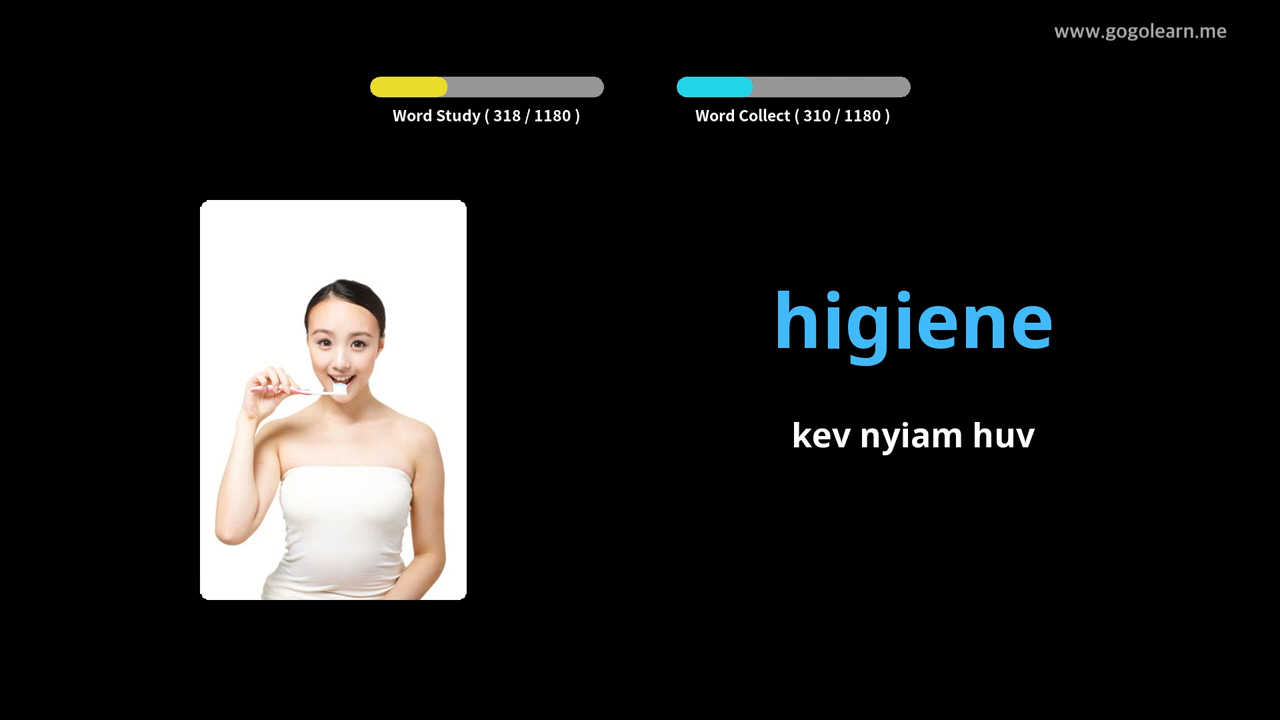 www.gogolearn.me
Word Study ( 318 / 1180 )
Word Collect ( 310 / 1180 )
higiene
kev nyiam huv